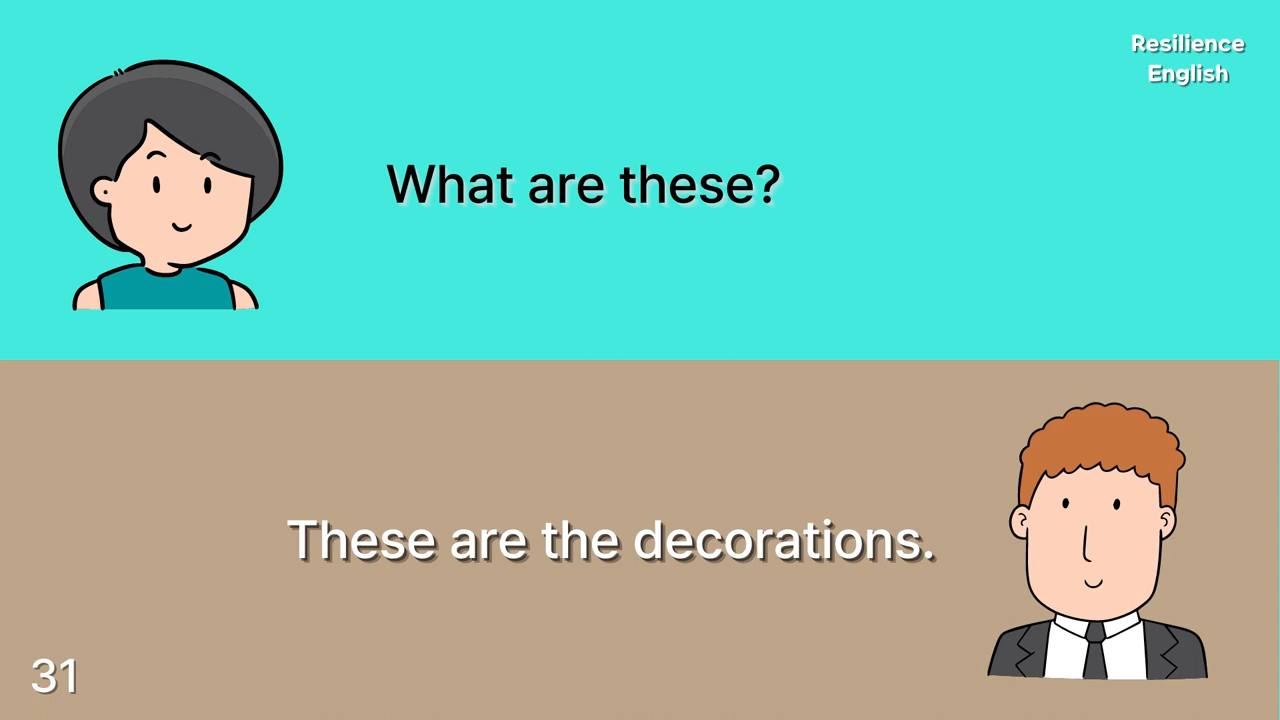 Resilience
English
What are these?
These are the decorations.
31